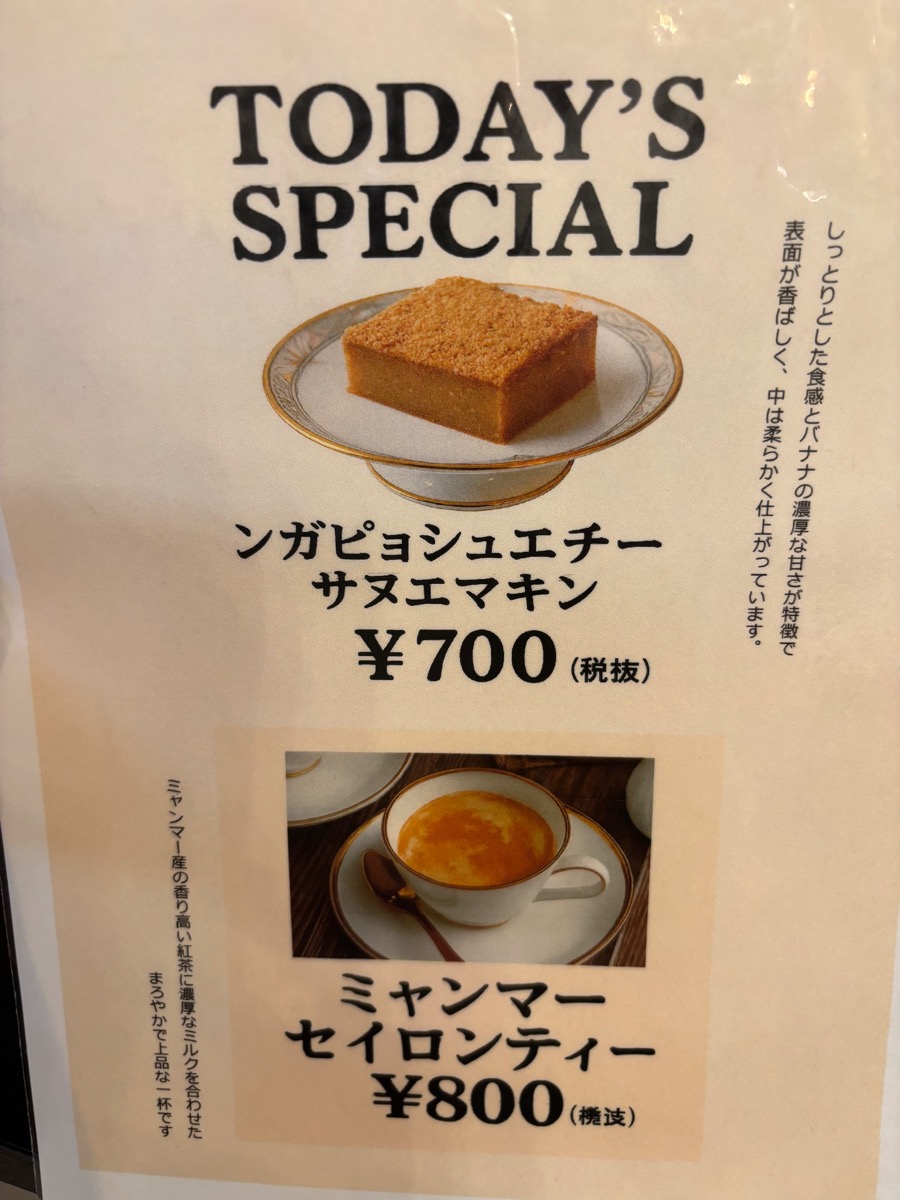 TODAY'S
SPECIAL
しっとりとした食感とバナナの濃厚な甘さが特徴で
表面が香ばしく、中は柔らかく仕上がっています。
ンガピョシュエチー
サヌエマキン
¥700（税抜）
ミャンマー産の香り高い紅茶に濃厚なミルクを合わせた
まろやかで上品な一杯です
ミャンマー
セイロンティー
¥800